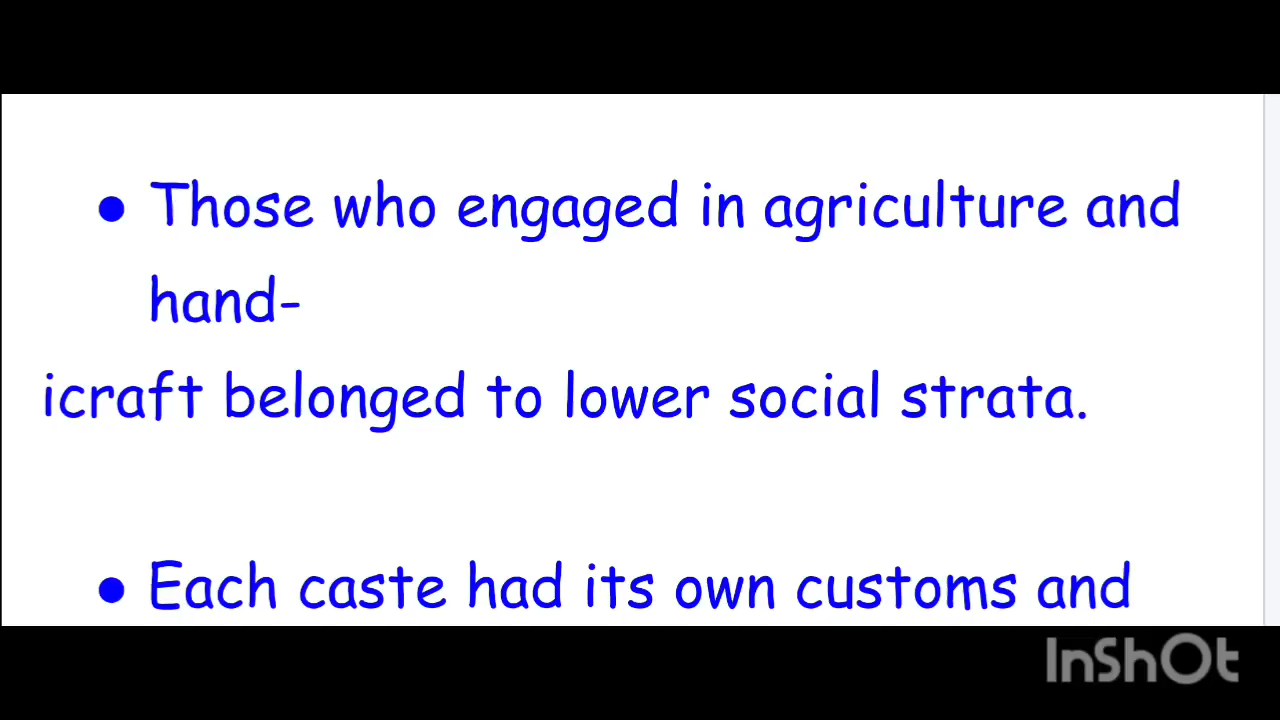 ● Those who engaged in agriculture and
hand-
icraft belonged to lower social strata.
● Each caste had its own customs and
InShOt